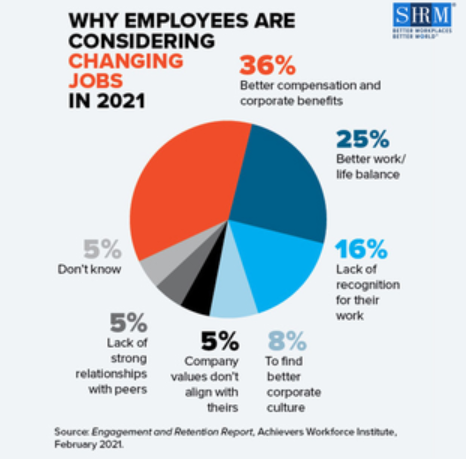 WHY EMPLOYEES ARE
CONSIDERING
CHANGING
JOBS
IN 2021
SHRM
BETTER WORKPLACES
BETTER WORLD™
36%
Better compensation and
corporate benefits
25%
Better work/
life balance
16%
Lack of
recognition
for their
work
8%
To find
better
corporate
culture
5%
Company
values don't
align with
theirs
5%
Lack of
strong
relationships
with peers
5%
Don't know
Source: Engagement and Retention Report, Achievers Workforce Institute,
February 2021.